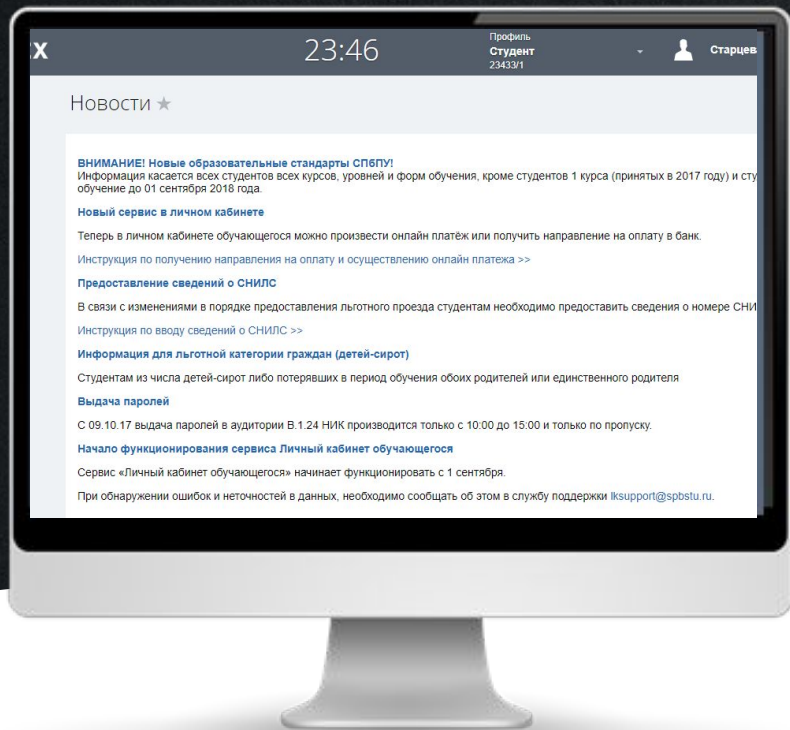 х 23:46 Профиль
Студент
23433/1
Новости
ВНИМАНИЕ! Новые образовательные стандарты СПбПУ!
Информация касается всех студентов всех курсов, уровней и форм обучения, кроме студентов 1 курса (принятых в 2017 году) и сту
обучение до 01 сентября 2018 года.
Новый сервис в личном кабинете
Теперь в личном кабинете обучающегося можно произвести онлайн платёж или получить направление на оплату в банк.
Инструкция по получению направления на оплату и осуществлению онлайн платежа >>
Предоставление сведений о СНИЛС
В связи с изменениями в порядке предоставления льготного проезда студентам необходимо предоставить сведения о номере СНИ
Инструкция по вводу сведений о СНИЛС >>
Информация для льготной категории граждан (детей-сирот)
Студентам из числа детей-сирот либо потерявших в период обучения обоих родителей или единственного родителя
Выдача паролей
С 09.10.17 выдача паролей в аудитории В.1.24 НИК производится только с 10:00 до 15:00 и только по пропуску.
Начало функционирования сервиса Личный кабинет обучающегося
Сервис «Личный кабинет обучающегося» начинает функционировать с 1 сентября.
При обнаружении ошибок и неточностей в данных, необходимо сообщать об этом в службу поддержки lksupport@spbstu.ru.